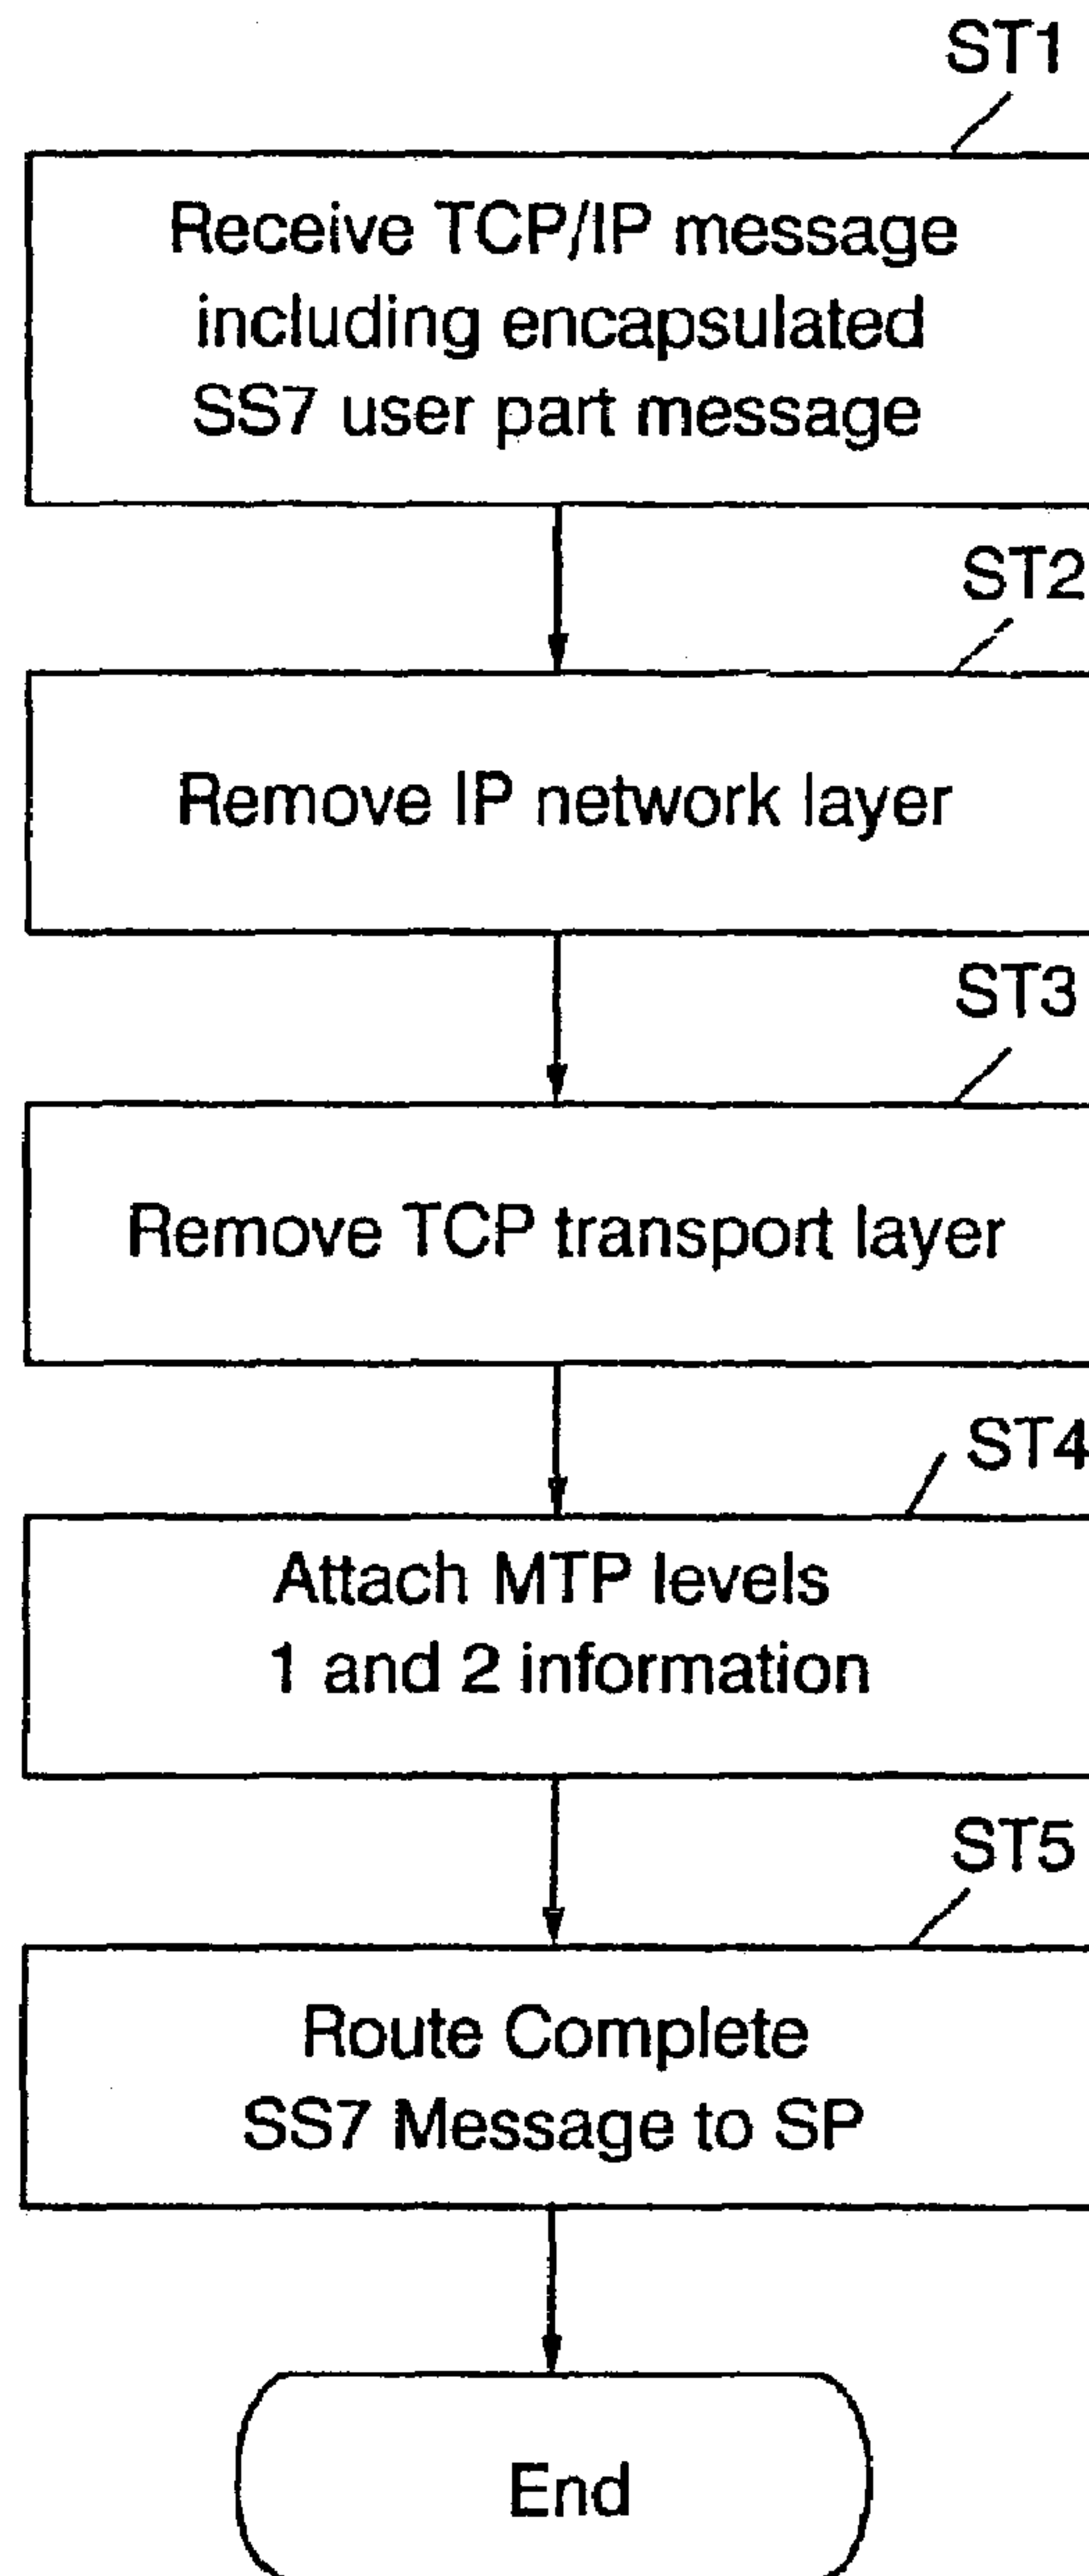 ST1
Receive TCP/IP message
including encapsulated
SS7 user part message
ST2
Remove IP network layer
ST3
Remove TCP transport layer
ST4
Attach MTP levels
1 and 2 information
ST5
Route Complete
SS7 Message to SP
End